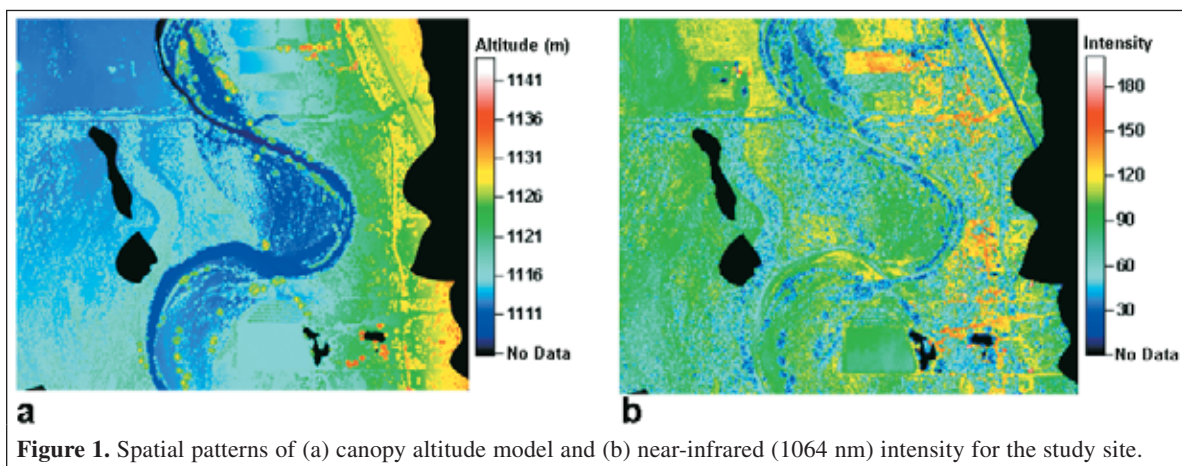 Altitude (m)
1141
1136
1131
1126
1121
1116
1111
No Data
a
Intensity
180
150
120
90
60
30
No Data
b
Figure 1. Spatial patterns of (a) canopy altitude model and (b) near-infrared (1064 nm) intensity for the study site.